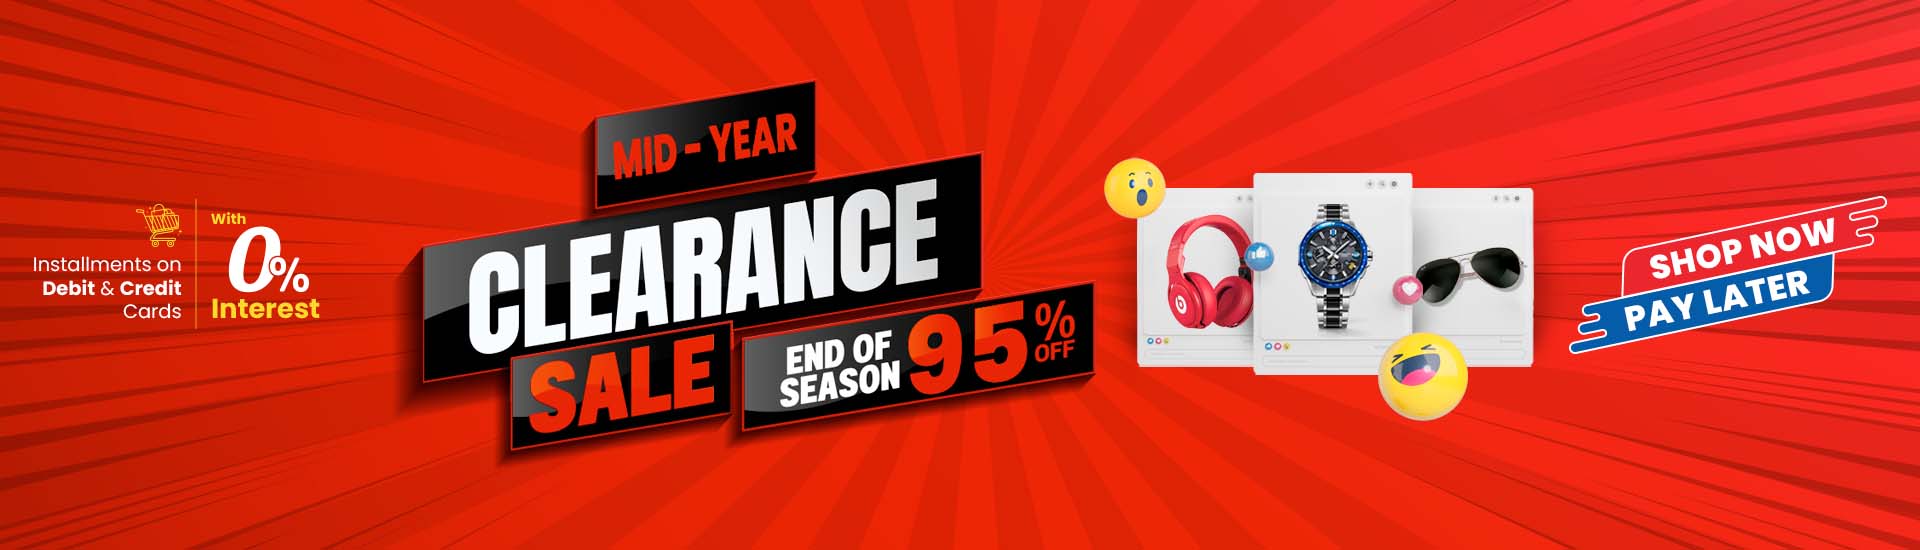 Installments on
Debit & Credit
Cards
With
0%
Interest
MID - YEAR
CLEARANCE
SALE
END OF
SEASON
95%
OFF
SHOP NOW
PAY LATER